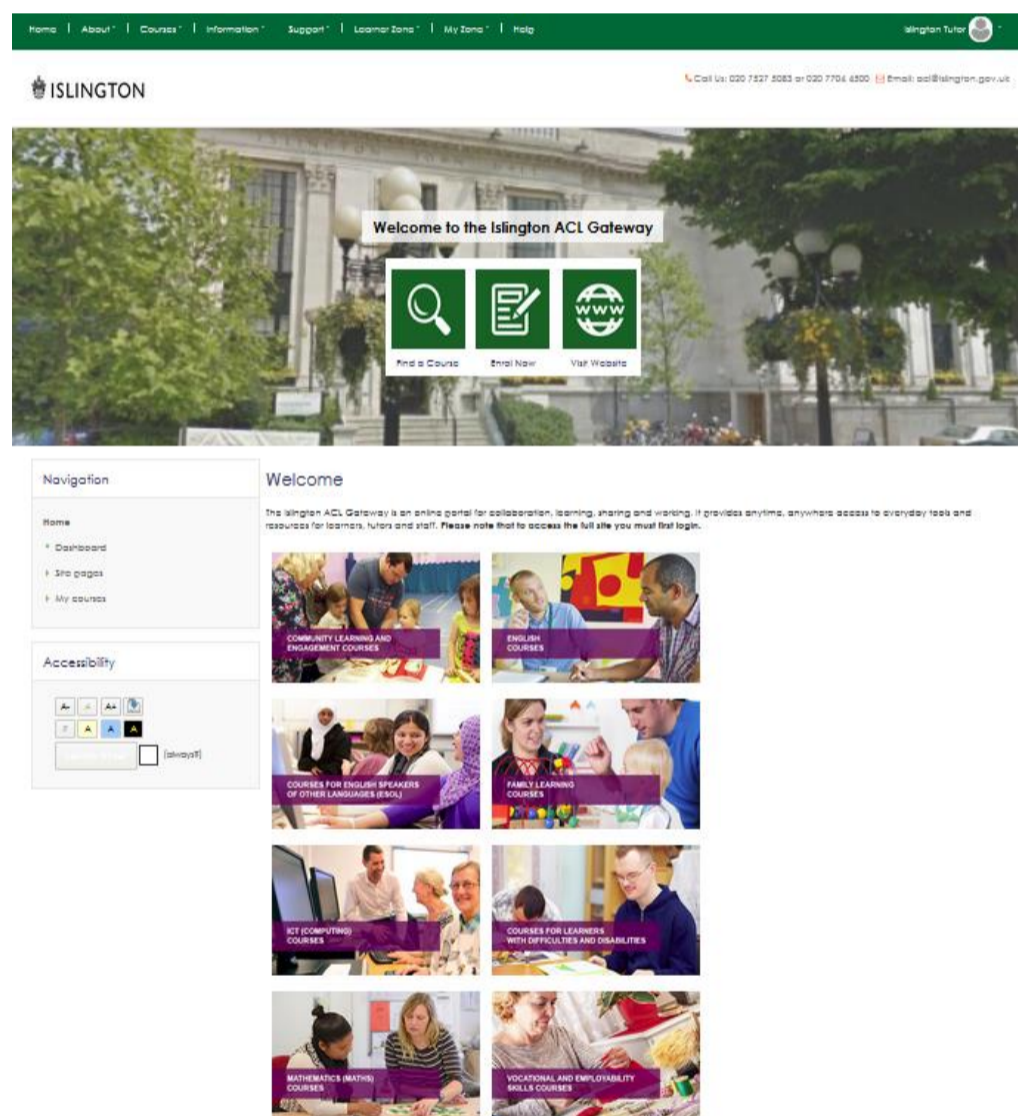 Home | About | Courses | Information Support | Learner Zone | My Zone | Help
Islington Tutor
ISLINGTON
Call Us: 020 7527 5083 or 020 7704 4500 Email: acl@islington.gov.uk
ISLINGTON TOWN HALL
Welcome to the Islington ACL Gateway
WWW
Find a Course Enrol Now Visit Website
Navigation
Home
Dashboard
Site pages
My courses
Accessibility
A- A A+
R A A A
(always?)
Welcome
The Islington ACL Gateway is an online portal for collaboration, learning, sharing and working. It provides anytime, anywhere access to everyday tools and
resources for learners, tutors and staff. Please note that to access the full site you must first login.
COMMUNITY LEARNING AND
ENGAGEMENT COURSES
ENGLISH
COURSES
COURSES FOR ENGLISH SPEAKERS
OF OTHER LANGUAGES (ESOL)
FAMILY LEARNING
COURSES
ICT (COMPUTING)
COURSES
COURSES FOR LEARNERS
WITH DIFFICULTIES AND DISABILITIES
MATHEMATICS (MATHS)
COURSES
VOCATIONAL AND EMPLOYABILITY
SKILLS COURSES